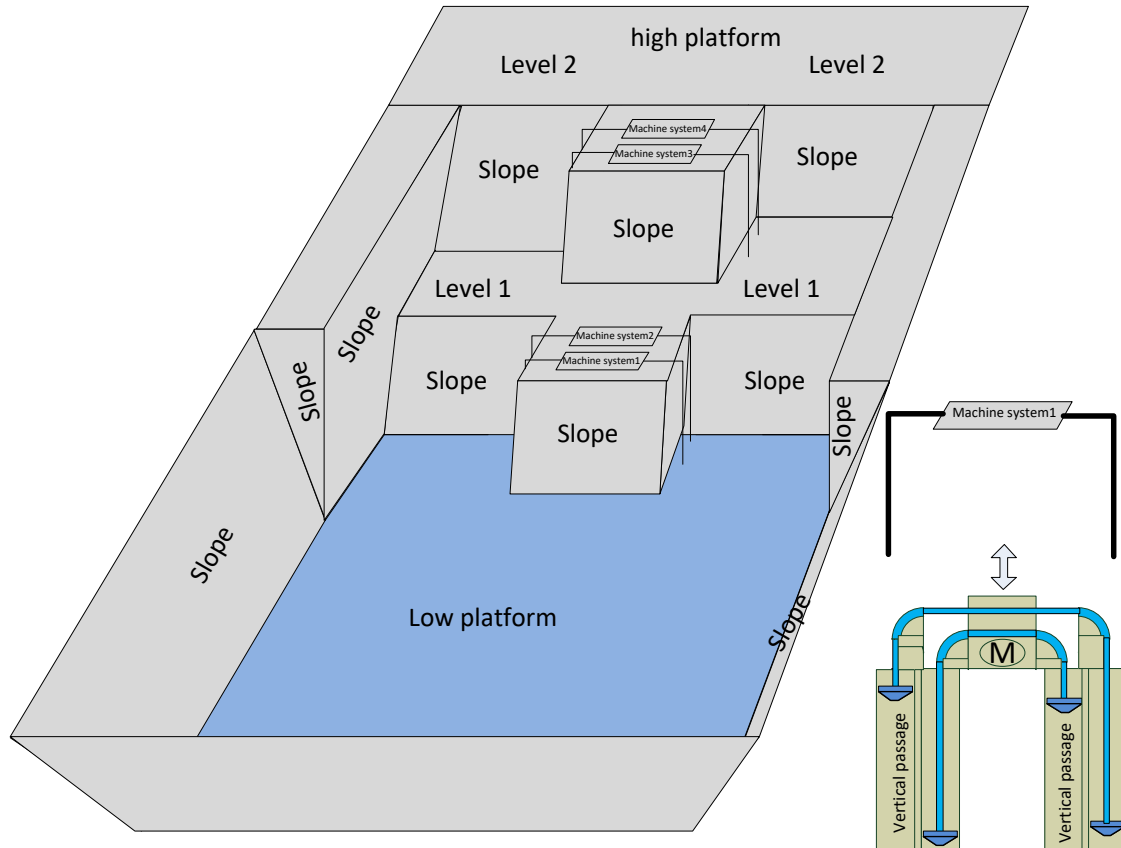 high platform
Level 2
Level 2
Machine system4
Machine system3
Slope
Slope
Slope
Level 1
Level 1
Slope
Slope
Machine system2
Machine system1
Slope
Slope
Slope
Slope
Machine system1
Slope
Low platform
Slope
M
Vertical passage
Vertical passage